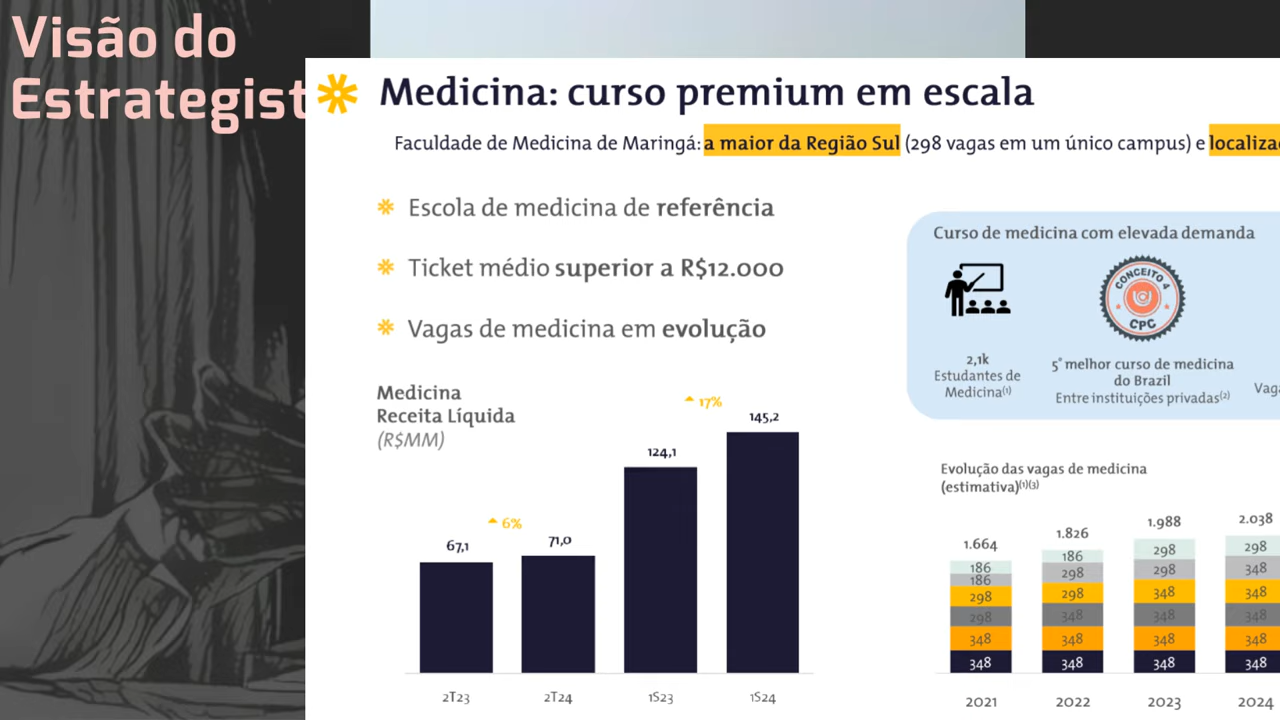 Visão do
Estrategist
Medicina: curso premium em escala
Faculdade de Medicina de Maringá: a maior da Região Sul (298 vagas em um único campus) e
Escola de medicina de referência
Ticket médio superior a R$12.000
Vagas de medicina em evolução
Medicina
Receita Líquida
(R$MM)
6%
17%
67,1
71,0
124,1
145,2
2T23
2T24
1S23
1S24
Curso de medicina com elevada demanda
CONCEITO 4
CPC
2,1k
Estudantes de
Medicina(1)
5º melhor curso de medicina
do Brazil
Entre instituições privadas(2)
Evolução das vagas de medicina
(estimativa)(1)(3)
1.664 1.826 1.988 2.038
186 186 298 298
186 298 298 348
298 298 348 348
298 348 348 348
348 348 348 348
348 348 348 348
2021 2022 2023 2024